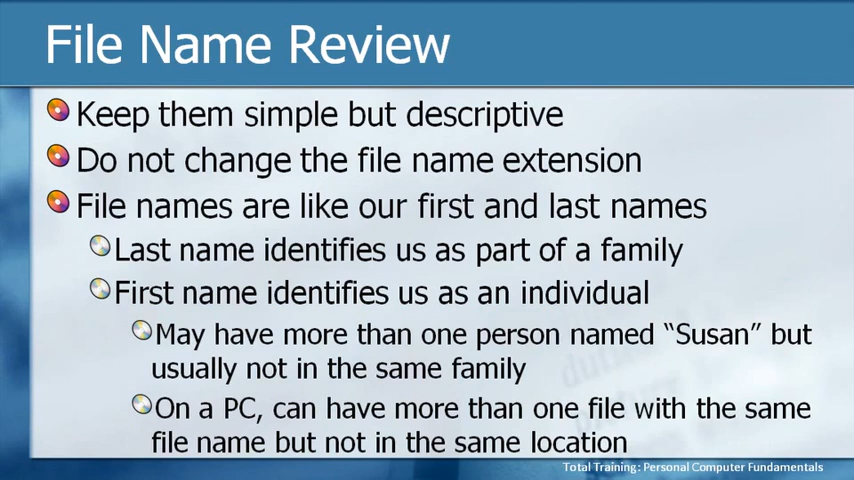 File Name Review
Keep them simple but descriptive
Do not change the file name extension
File names are like our first and last names
Last name identifies us as part of a family
First name identifies us as an individual
May have more than one person named “Susan” but
usually not in the same family
On a PC, can have more than one file with the same
file name but not in the same location
Total Training: Personal Computer Fundamentals